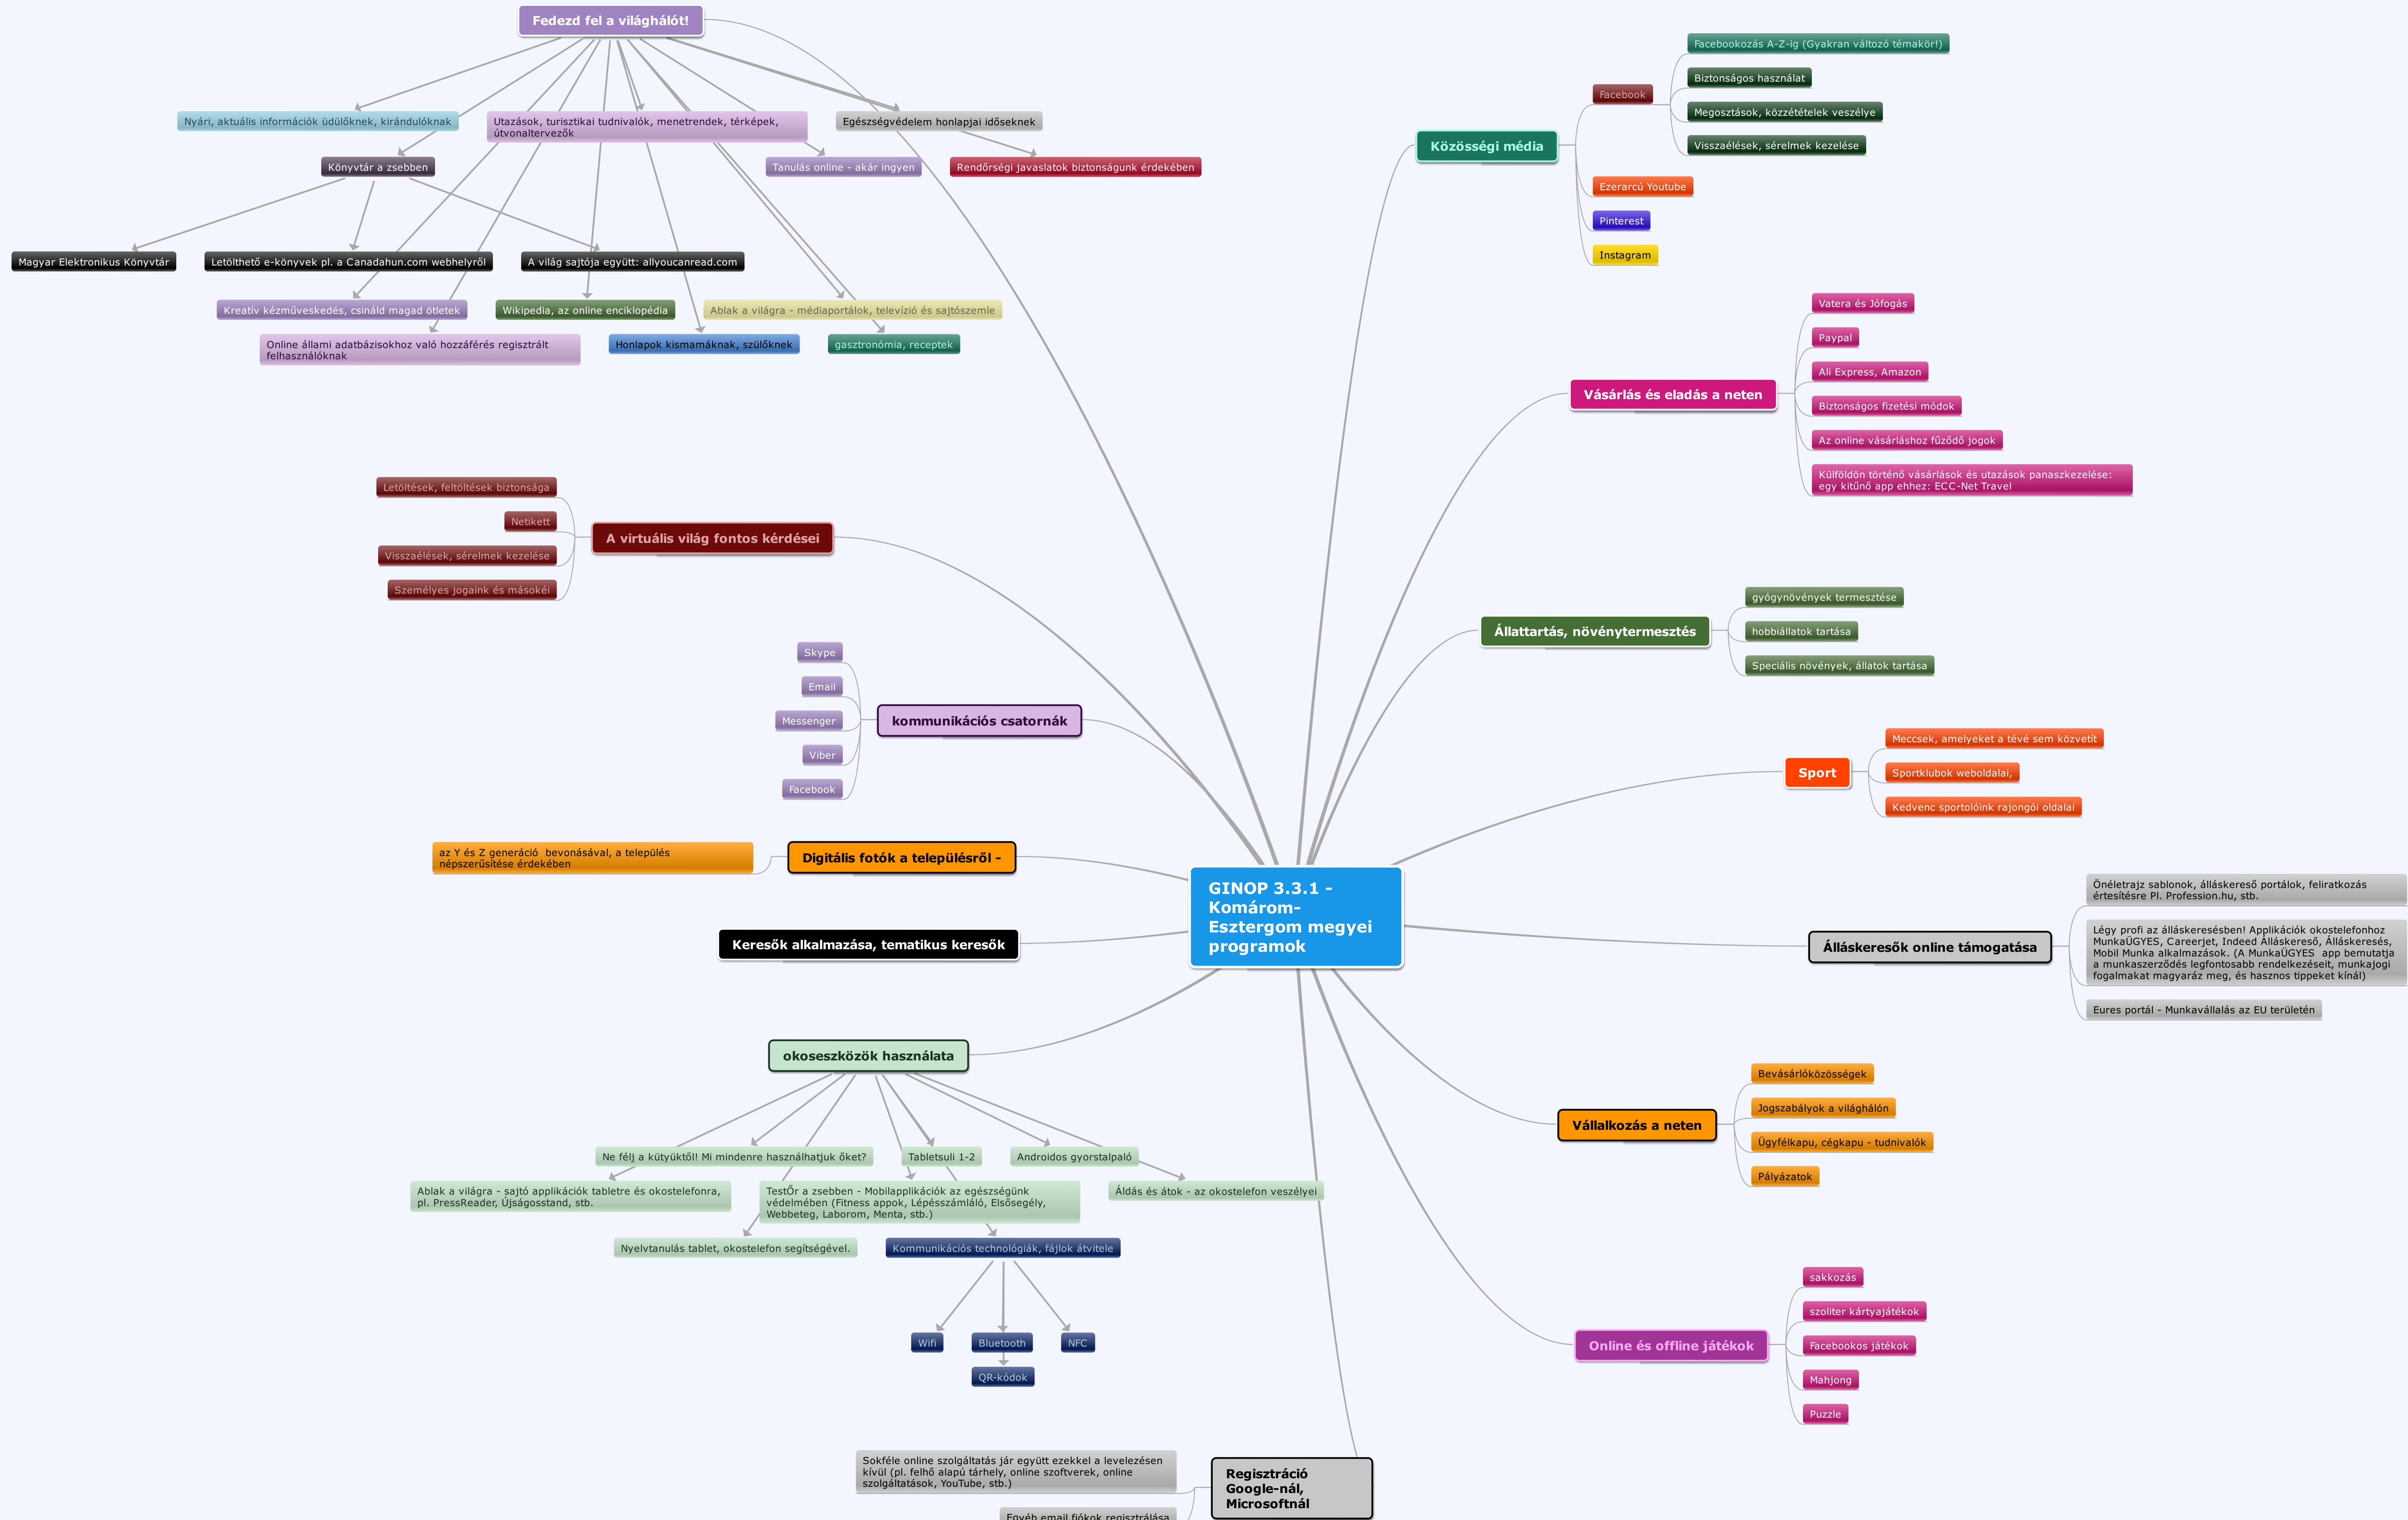 Fedezd fel a világhálót!
Nyári, aktuális információk üdülőknek, kirándulóknak
Utazások, turisztikai tudnivalók, menetrendek, térképek,
útvonaltervezők
Egészségvédelem honlapjai időseknek
Könyvtár a zsebben
Tanulás online - akár ingyen
Rendőrségi javaslatok biztonságunk érdekében
Magyar Elektronikus Könyvtár
Letölthető e-könyvek pl. a Canadahun.com webhelyről
A világ sajtója együtt: allyoucanread.com
Kreatív kézműveskedés, csináld magad ötletek
Wikipedia, az online enciklopédia
Ablak a világra - médiaportálok, televízió és sajtószemle
Online állami adatbázisokhoz való hozzáférés regisztrált
felhasználóknak
Honlapok kismamáknak, szülőknek
gasztronómia, receptek
Letöltések, feltöltések biztonsága
Netikett
Visszaélések, sérelmek kezelése
Személyes jogaink és másokéi
A virtuális világ fontos kérdései
Skype
Email
Messenger
Viber
Facebook
kommunikációs csatornák
az Y és Z generáció  bevonásával, a település
népszerűsítése érdekében
Digitális fotók a településről -
Keresők alkalmazása, tematikus keresők
GINOP 3.3.1 -
Komárom-
Esztergom megyei
programok
okoseszközök használata
Ne félj a kütyüktől! Mi mindenre használhatjuk őket?
Tabletsuli 1-2
Androidos gyorstalpaló
Ablak a világra - sajtó applikációk tabletre és okostelefonra,
pl. PressReader, Újságosstand, stb.
TestŐr a zsebben - Mobilapplikációk az egészségünk
védelmében (Fitness appok, Lépésszámláló, Elsősegély,
Webbeteg, Laborom, Menta, stb.)
Áldás és átok - az okostelefon veszélyei
Nyelvtanulás tablet, okostelefon segítségével.
Kommunikációs technológiák, fájlok átvitele
Wifi
Bluetooth
NFC
QR-kódok
Sokféle online szolgáltatás jár együtt ezekkel a levelezésen
kívül (pl. felhő alapú tárhely, online szoftverek, online
szolgáltatások, YouTube, stb.)
Egyéb email fiókok regisztrálása
Regisztráció
Google-nál,
Microsoftnál
Közösségi média
Facebook
Facebookozás A-Z-ig (Gyakran változó témakör!)
Biztonságos használat
Megosztások, közzétételek veszélye
Visszaélések, sérelmek kezelése
Ezerarcú Youtube
Pinterest
Instagram
Vásárlás és eladás a neten
Vatera és Jófogás
Paypal
Ali Express, Amazon
Biztonságos fizetési módok
Az online vásárláshoz fűződő jogok
Külföldön történő vásárlások és utazások panaszkezelése:
egy kitűnő app ehhez: ECC-Net Travel
Állattartás, növénytermesztés
gyógynövények termesztése
hobbiállatok tartása
Speciális növények, állatok tartása
Sport
Meccsek, amelyeket a tévé sem közvetít
Sportklubok weboldalai,
Kedvenc sportolóink rajongói oldalai
Álláskeresők online támogatása
Önéletrajz sablonok, álláskereső portálok, feliratkozás
értesítésre Pl. Profession.hu, stb.
Légy profi az álláskeresésben! Applikációk okostelefonhoz
MunkaÜGYES, Careerjet, Indeed Álláskereső, Álláskeresés,
Mobil Munka alkalmazások. (A MunkaÜGYES  app bemutatja
a munkaszerződés legfontosabb rendelkezéseit, munkajogi
fogalmakat magyaráz meg, és hasznos tippeket kínál)
Eures portál - Munkavállalás az EU területén
Vállalkozás a neten
Bevásárlóközösségek
Jogszabályok a világhálón
Ügyfélkapu, cégkapu - tudnivalók
Pályázatok
Online és offline játékok
sakkozás
szoliter kártyajátékok
Facebookos játékok
Mahjong
Puzzle